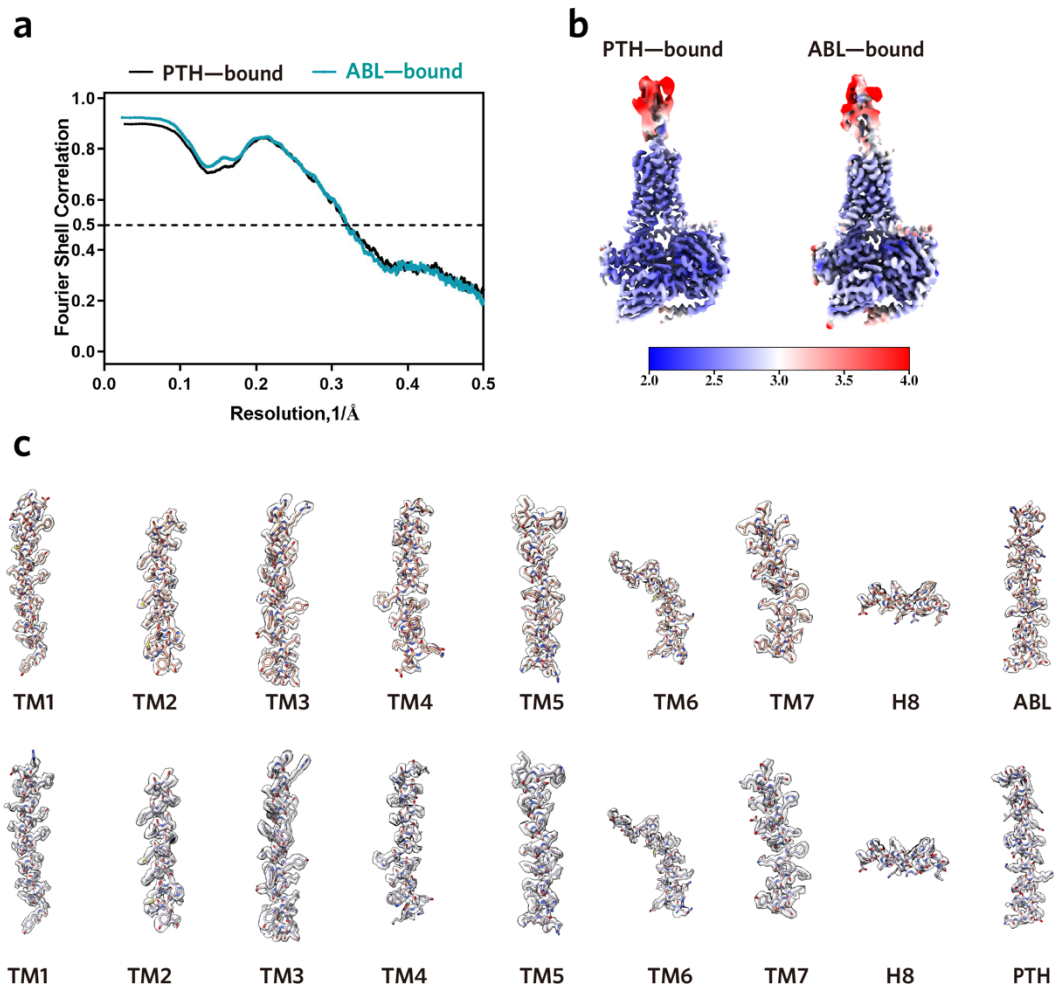 a
PTH—bound ABL—bound
1.0
0.8
0.6
0.5
0.4
0.2
0.0
Fourier Shell Correlation
0.0 0.1 0.2 0.3 0.4 0.5
Resolution,1/Å
b
PTH—bound ABL—bound
2.0 2.5 3.0 3.5 4.0
c
TM1 TM2 TM3 TM4 TM5 TM6 TM7 H8 ABL
TM1 TM2 TM3 TM4 TM5 TM6 TM7 H8 PTH